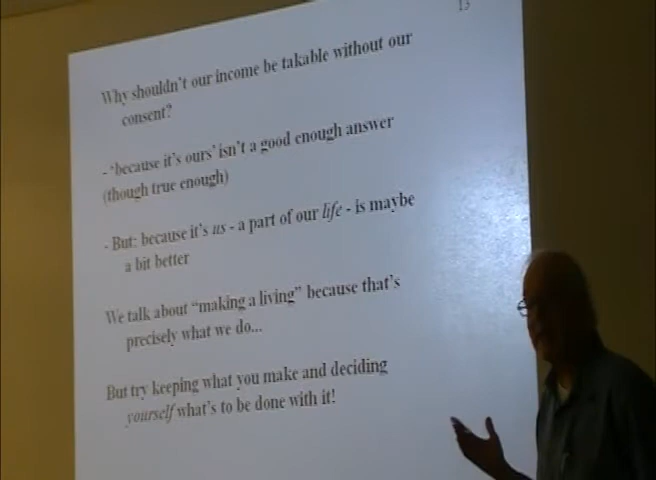 13
Why shouldn't our income be takable without our
consent?
- 'because it's ours' isn't a good enough answer
(though true enough)
- But: because it's us - a part of our life - is maybe
a bit better
We talk about "making a living" because that's
precisely what we do...
But try keeping what you make and deciding
yourself what's to be done with it!